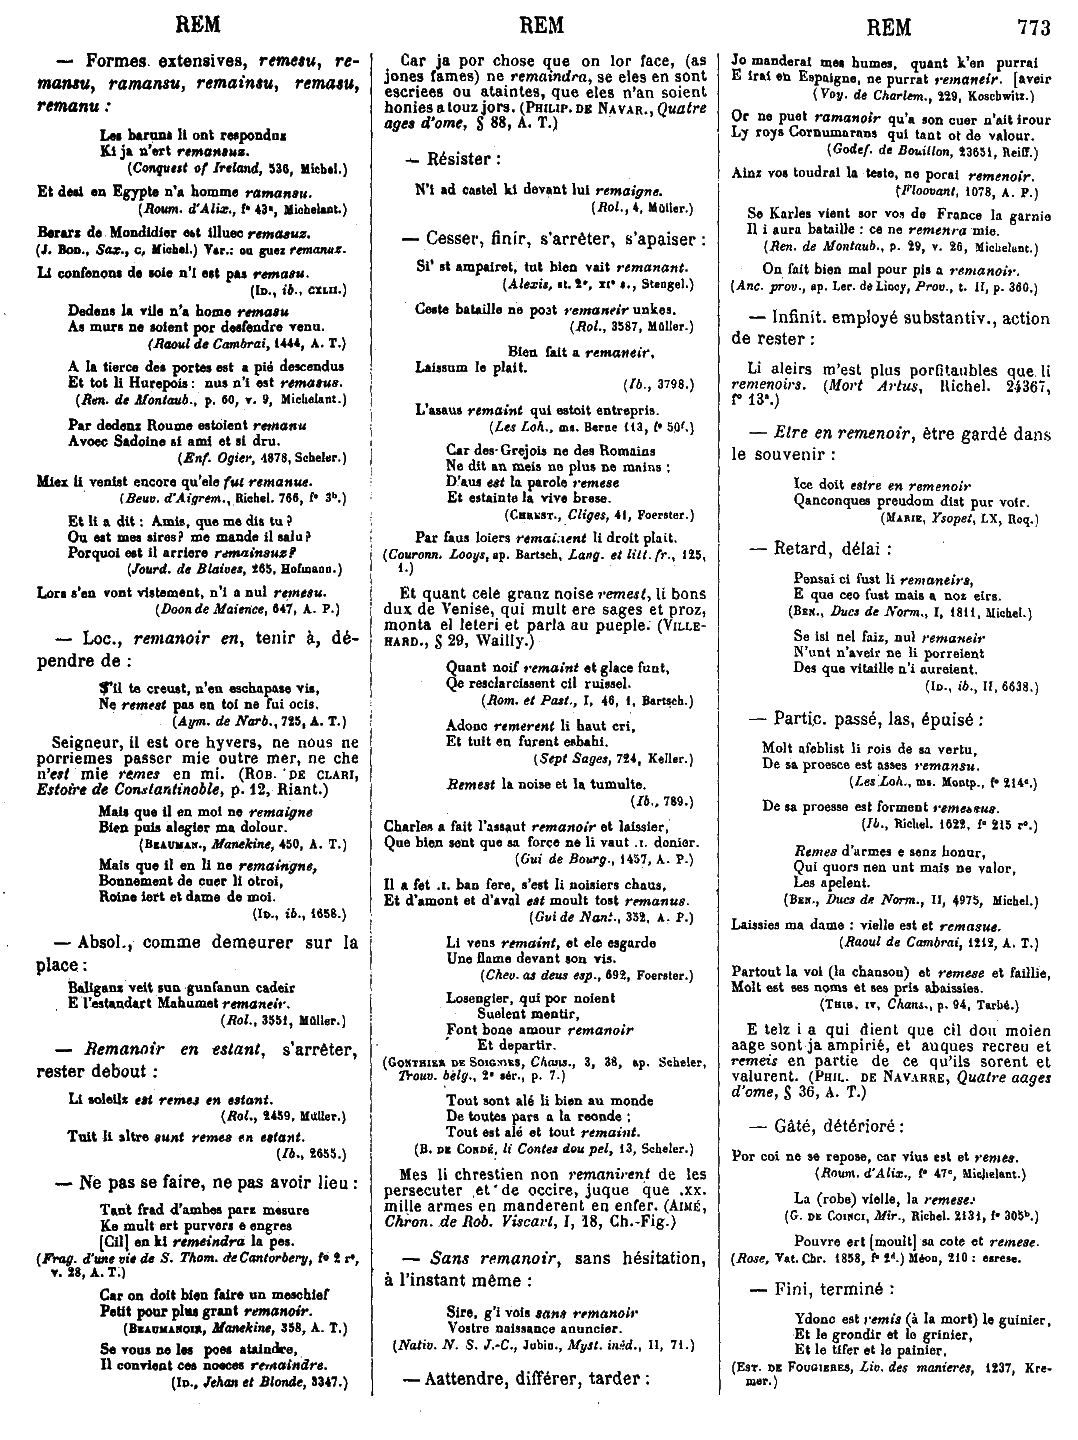 REM
REM
REM
773
— Formes extensives, remesu, re-
mansu, ramansu, remainsu, remasu,
remanu :
Les baruns li ont respondus
Ki ja n'ert remansuz.
(Conquest of Ireland, 536, Michel.)
Et desi en Egypte n'a homme ramansu.
(Roum. d'Alix., f° 43ª, Michelant.)
Berarz de Mondidier est illuec remasuz.
(J. Bod., Sax., c, Michel.) Var.: ou guez remanuz.
Li confenons de soie n'i est pas remasu.
(Id., ib., cxlii.)
Dedens la vile n'a home remasu
As murs ne soient por desfendre venu.
(Raoul de Cambrai, 1444, A. T.)
A la tierce des portes est a pié descendus
Et tot li Hurepois : nus n'i est remasus.
(Ren. de Montaub., p. 60, v. 9, Michelant.)
Par dedenz Roume estoient remanu
Avoec Sadoine si ami et si dru.
(Enf. Ogier, 4878, Scheler.)
Miex li venist encore qu'ele fut remanue.
(Beuv. d'Aigrem., Richel. 766, f° 3ᵇ.)
Et li a dit : Amis, que me dis tu ?
Ou est mes sires ? me mande il salu ?
Porquoi est il arriere remainsuz ?
(Jourd. de Blaives, 265, Hofmann.)
Lors s'en vont vistement, n'i a nul remesu.
(Doon de Maience, 647, A. P.)
— Loc., remanoir en, tenir à, dé-
pendre de :
S'il te creust, n'en eschapase vis,
Ne remest pas en toi ne fui ocis.
(Aym. de Narb., 725, A. T.)
Seigneur, il est ore hyvers, ne nous ne
porriemes passer mie outre mer, ne che
n'est mie remes en mi. (Rob. de Clari,
Estoire de Constantinoble, p. 12, Riant.)
Mais que il en moi ne remaigne
Bien puis alegier ma dolour.
(Beauman., Manekine, 450, A. T.)
Mais que il en li ne remaingne,
Bonnement de cuer li otroi,
Roine iert et dame de moi.
(Id., ib., 1658.)
— Absol., comme demeurer sur la
place :
Baliganz veit sun gunfanun cadeir
E l'estandart Mahumet remaneir.
(Rol., 3551, Müller.)
— Remanoir en estant, s'arrêter,
rester debout :
Li soleilz est remes en estant.
(Rol., 2459, Müller.)
Tuit li altre sunt remes en estant.
(Ib., 2655.)
— Ne pas se faire, ne pas avoir lieu :
Tant frad d'ambes parz mesure
Ke mult ert purvers e engres
[Cil] en ki remeindra la pes.
(Frag. d'une vie de S. Thom. de Cantorbery, f° 2 r°,
v. 28, A. T.)
Car on doit bien faire un meschief
Petit pour plus grant remanoir.
(Beaumanoir, Manekine, 358, A. T.)
Se vous ne les poes ataindre,
Il convient ces noeces remaindre.
(Id., Jehan et Blonde, 3347.)
Car ja por chose que on lor face, (as
jones fames) ne remaindra, se eles en sont
escriees ou ataintes, que eles n'an soient
honies a touz jors. (Philip. de Navar., Quatre
ages d'ome, § 88, A. T.)
— Résister :
N'i ad castel ki devant lui remaigne.
(Rol., 4, Müller.)
— Cesser, finir, s'arrêter, s'apaiser :
Si' st ampairet, tut bien vait remanant.
(Alexis, st. 2ᵉ, xıᵉ s., Stengel.)
Ceste bataille ne post remaneir unkes.
(Rol., 3587, Müller.)
Bien fait a remaneir,
Laissum le plait.
(Ib., 3798.)
L'asaus remaint qui estoit entrepris.
(Les Loh., ms. Berne 113, f° 50ᶠ.)
Car des Grejois ne des Romains
Ne dit an meis ne plus ne mains ;
D'aus est la parole remese
Et estainte la vive brese.
(Chrest., Cliges, 41, Foerster.)
Par faus loiers remainent li droit plait.
(Couronn. Looys, ap. Bartsch, Lang. et litt. fr., 125,
1.)
Et quant cele granz noise remest, li bons
dux de Venise, qui mult ere sages et proz,
monta el leteri et parla au pueple. (Ville-
hard., § 29, Wailly.)
Quant noif remaint et glace funt,
Qe resclarcissent cil ruissel.
(Rom. et Past., I, 46, 1, Bartsch.)
Adonc remerent li haut cri,
Et tuit en furent esbahi.
(Sept Sages, 724, Keller.)
Remest la noise et la tumulte.
(Ib., 789.)
Charles a fait l'assaut remanoir et laissier,
Que bien sent que sa force ne li vaut .ı. donier.
(Gui de Bourg., 1457, A. P.)
Il a fet .ı. ban fere, s'est li noisiers chaus,
Et d'amont et d'aval est moult tost remanus.
(Gui de Nant., 352, A. P.)
Li vens remaint, et ele esgarde
Une flame devant son vis.
(Chev. as deus esp., 692, Foerster.)
Losengier, qui por noient
Suelent mentir,
Font bone amour remanoir
Et departir.
(Gonthier de Soignies, Chans., 3, 38, ap. Scheler,
Trouv. belg., 2ᵉ sér., p. 7.)
Tout sont alé li bien au monde
De toutes pars a la reonde ;
Tout est alé et tout remaint.
(B. de Condé, li Contes dou pel, 13, Scheler.)
Mes li chrestien non remanirent de les
persecuter et de occire, juque que .xx.
mille armes en manderent en enfer. (Aimé,
Chron. de Rob. Viscart, I, 18, Ch.-Fig.)
— Sans remanoir, sans hésitation,
à l'instant même :
Sire, g'i vois sans remanoir
Vostre naissance anuncier.
(Nativ. N. S. J.-C., Jubin., Myst. inéd., II, 71.)
— Aattendre, différer, tarder :
Jo manderai mes humes, quant k'en purrai
E irai en Espaigne, ne purrat remaneir. [aveir
(Voy. de Charlem., 229, Koschwitz.)
Or ne puet ramanoir qu'a son cuer n'ait irour
Ly roys Cornumarans qui tant ot de valour.
(Godef. de Bouillon, 23651, Reiff.)
Ainz vos toudrai la teste, ne porai remenoir.
(Floovant, 1078, A. P.)
Se Karles vient sor vos de France la garnie
Il i aura bataille : ce ne remenra mie.
(Ren. de Montaub., p. 29, v. 26, Michelant.)
On fait bien mal pour pis a remanoir.
(Anc. prov., ap. Ler. de Lincy, Prov., t. II, p. 360.)
— Infinit. employé substantiv., action
de rester :
Li aleirs m'est plus porfitaubles que li
remenoirs. (Mort Artus, Richel. 24367,
f° 13ª.)
— Etre en remenoir, être gardé dans
le souvenir :
Ice doit estre en remenoir
Qanconques preudom dist pur voir.
(Marie, Ysopet, LX, Roq.)
— Retard, délai :
Pensai ci fust li remaneirs,
E que ceo fust mais a noz eirs.
(Ben., Ducs de Norm., I, 1811, Michel.)
Se isi nel faiz, nul remaneir
N'unt n'aveir ne li porreient
Des que vitaille n'i aureient.
(Id., ib., II, 6638.)
— Partic. passé, las, épuisé :
Molt afeblist li rois de sa vertu,
De sa proesce est asses remansu.
(Les Loh., ms. Montp., f° 214ᵃ.)
De sa proesse est forment remessus.
(Ib., Richel. 1622, f° 215 r°.)
Remes d'armes e senz honur,
Qui quors nen unt mais ne valor,
Les apelent.
(Ben., Ducs de Norm., II, 4975, Michel.)
Laissies ma dame : vielle est et remasue.
(Raoul de Cambrai, 1212, A. T.)
Partout la voi (la chanson) et remese et faillie,
Molt est ses noms et ses pris abaissies.
(Thib. iv, Chans., p. 94, Tarbé.)
E telz i a qui dient que cil dou moien
aage sont ja ampirié, et auques recreu et
remeis en partie de ce qu'ils sorent et
valurent. (Phil. de Navarre, Quatre aages
d'ome, § 36, A. T.)
— Gâté, détérioré :
Por coi ne se repose, car vius est et remes.
(Roum. d'Alix., f° 47ᵉ, Michelant.)
La (robe) vielle, la remese.
(G. de Coinci, Mir., Richel. 2131, f° 305ᵇ.)
Pouvre ert [moult] sa cote et remese.
(Rose, Vat. Chr. 1858, f° 2ᵈ.) Méon, 210 : esrese.
— Fini, terminé :
Ydonc est remis (à la mort) le guinier,
Et le grondir et le grinier,
Et le tifer et le painier,
(Est. de Fougieres, Liv. des manieres, 1237, Kre-
mer.)